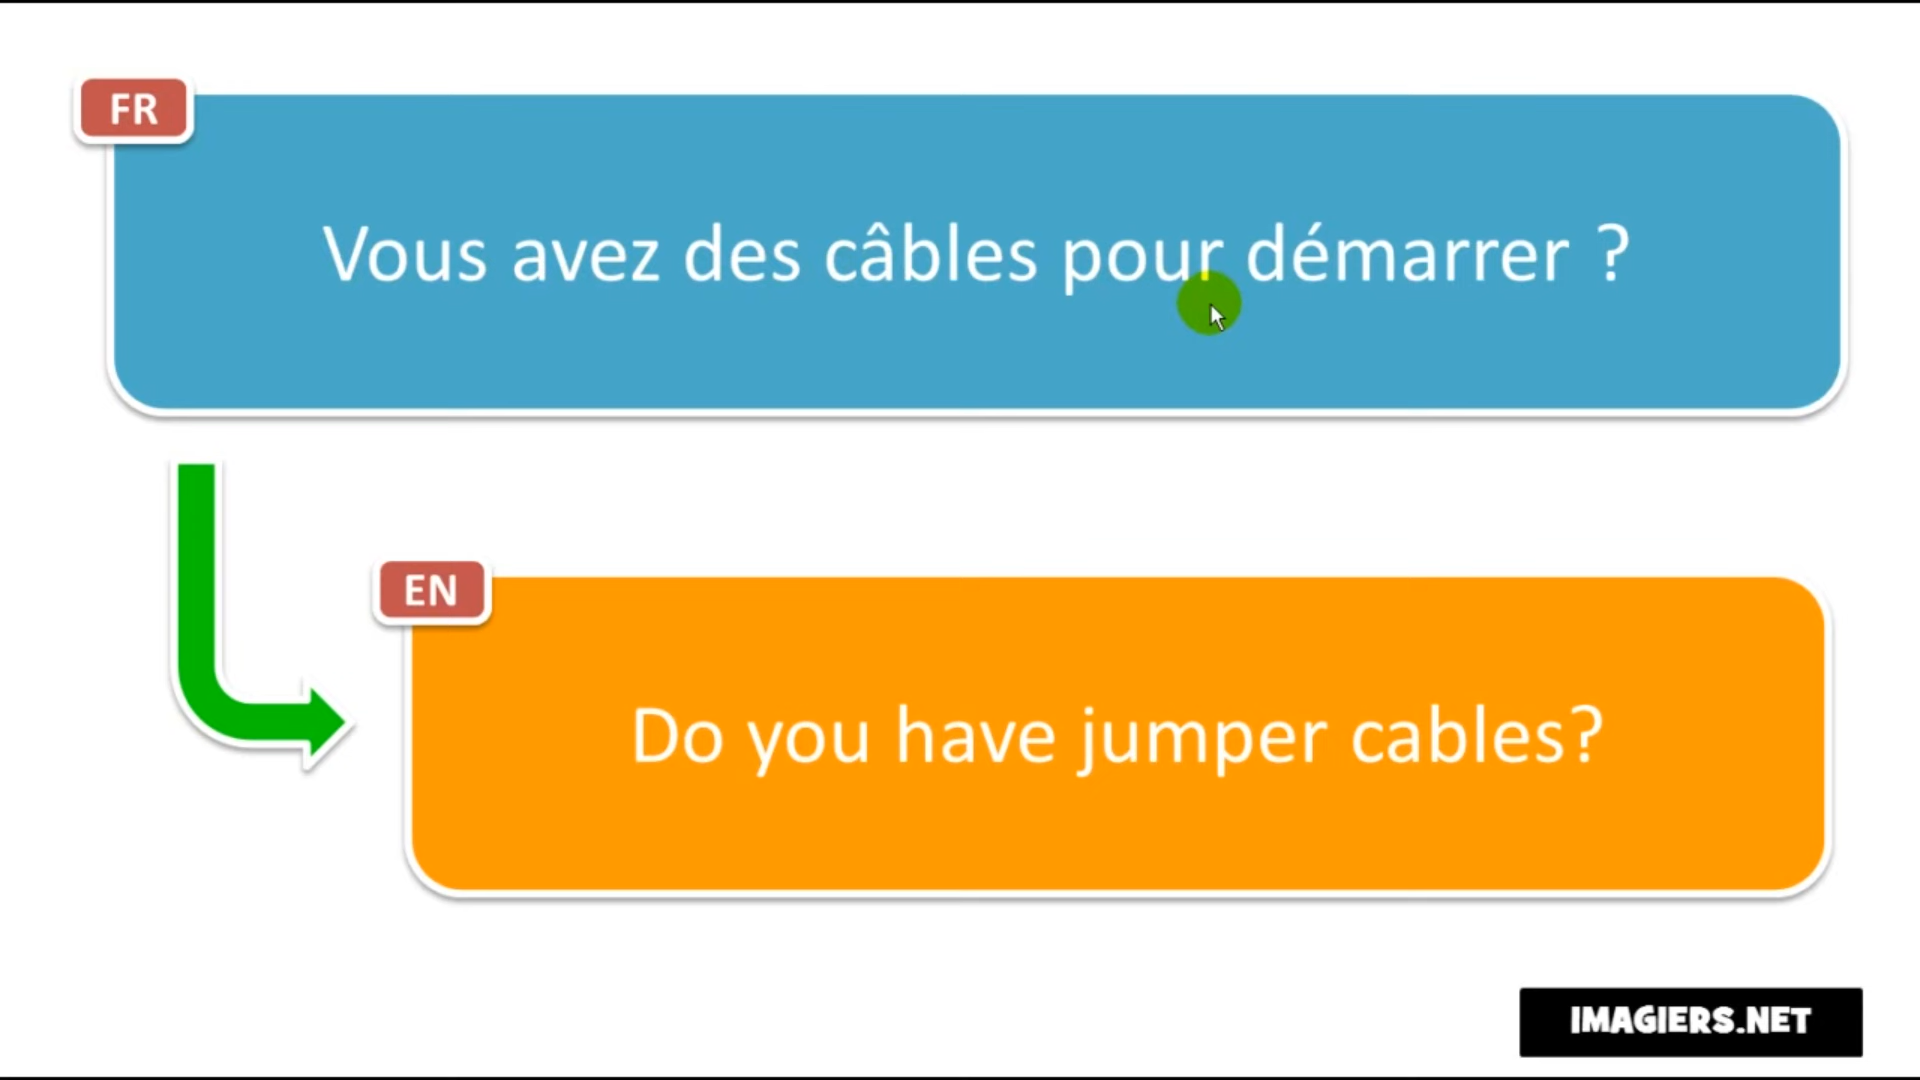 FR
Vous avez des câbles pour démarrer ?
EN
Do you have jumper cables?
IMAGIERS.NET